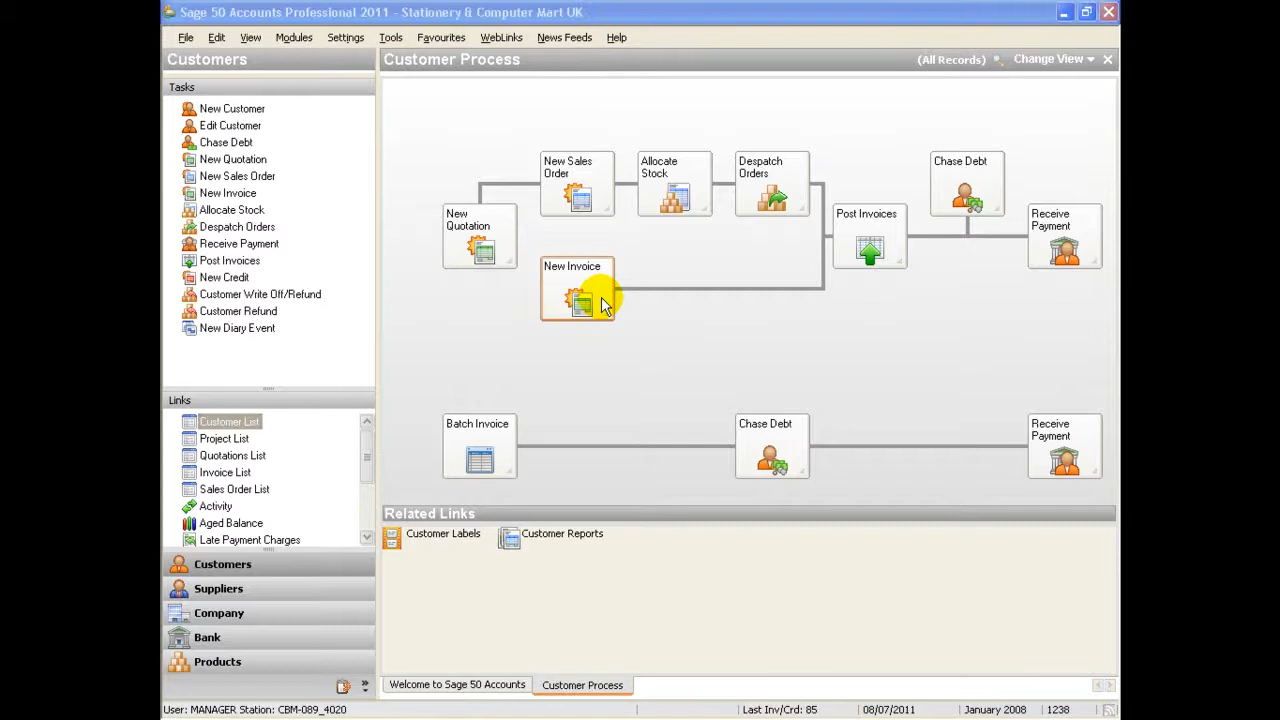 Sage 50 Accounts Professional 2011 - Stationery & Computer Mart UK
File Edit View Modules Settings Tools Favourites WebLinks News Feeds Help
Customers
Customer Process
(All Records)
Change View
Tasks
New Customer
Edit Customer
Chase Debt
New Quotation
New Sales Order
New Invoice
Allocate Stock
Despatch Orders
Receive Payment
Post Invoices
New Credit
Customer Write Off/Refund
Customer Refund
New Diary Event
Links
Customer List
Project List
Quotations List
Invoice List
Sales Order List
Activity
Aged Balance
Late Payment Charges
Customers
Suppliers
Company
Bank
Products
New Sales
Order
Allocate
Stock
Despatch
Orders
Chase Debt
New
Quotation
Post Invoices
Receive
Payment
New Invoice
Batch Invoice
Chase Debt
Receive
Payment
Related Links
Customer Labels
Customer Reports
Welcome to Sage 50 Accounts
Customer Process
User: MANAGER Station: CBM-089_4020
Last Inv/Crd: 85
08/07/2011
January 2008
1238